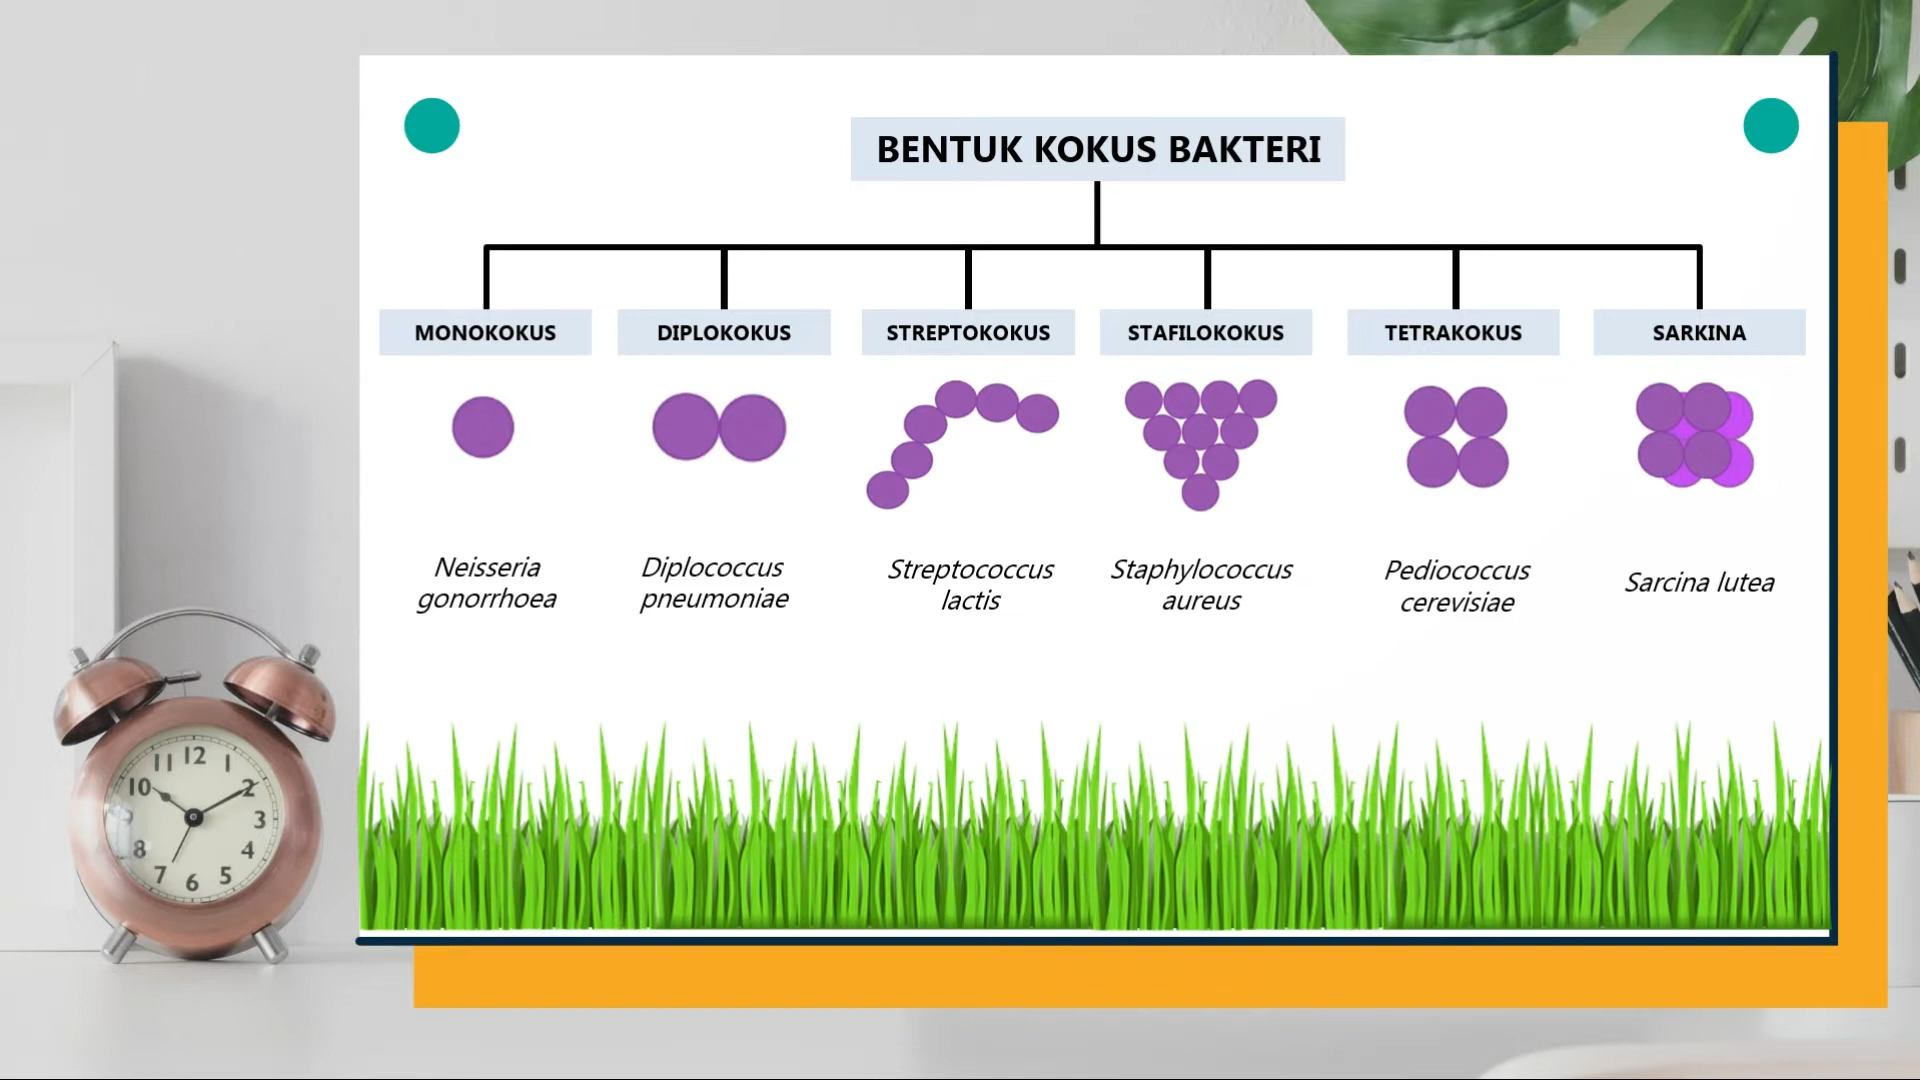 BENTUK KOKUS BAKTERI
MONOKOKUS
DIPLOKOKUS
STREPTOKOKUS
STAFILOKOKUS
TETRAKOKUS
SARKINA
Neisseria
gonorrhoea
Diplococcus
pneumoniae
Streptococcus
lactis
Staphylococcus
aureus
Pediococcus
cerevisiae
Sarcina lutea
12
1
2
3
4
5
6
7
8
9
10
11